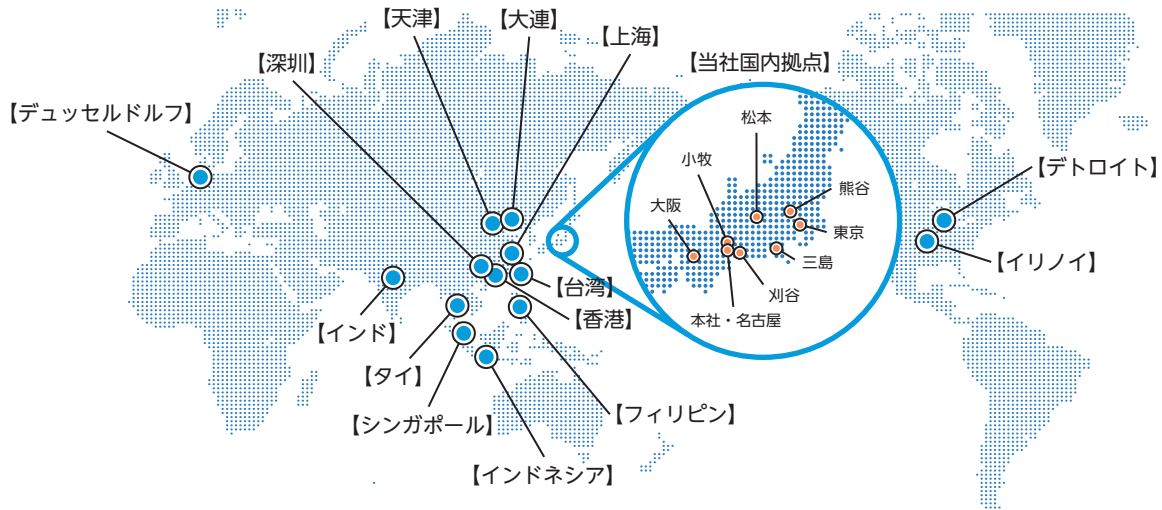 【天津】
【大連】
【上海】
【深圳】
【当社国内拠点】
【デュッセルドルフ】
松本
小牧
熊谷
大阪
東京
三島
刈谷
本社・名古屋
【デトロイト】
【イリノイ】
【台湾】
【香港】
【インド】
【タイ】
【シンガポール】
【フィリピン】
【インドネシア】